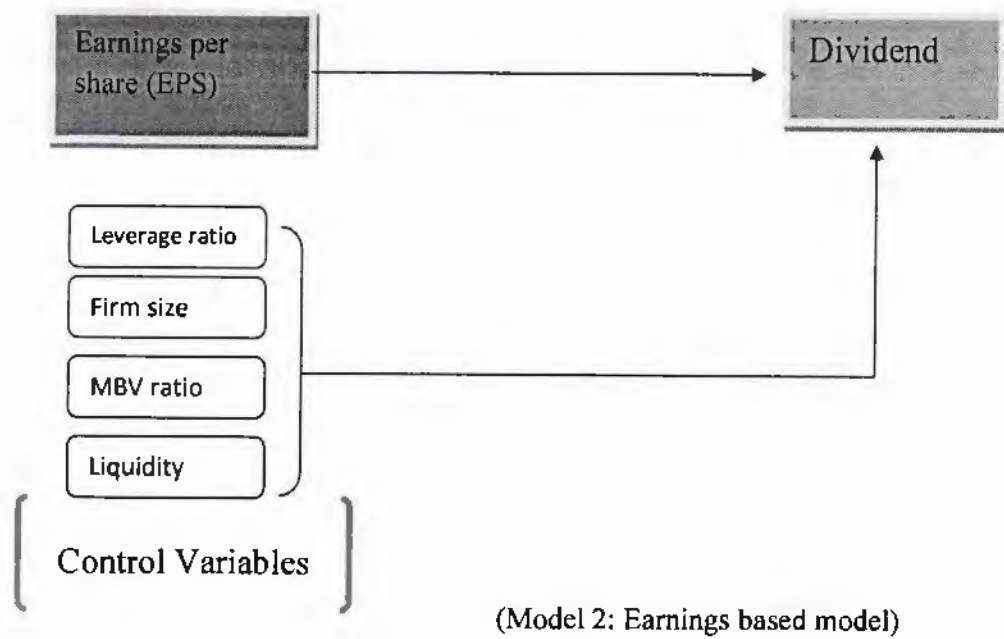 Earnings per
share (EPS)
Dividend
Leverage ratio
Firm size
MBV ratio
Liquidity
Control Variables
(Model 2: Earnings based model)